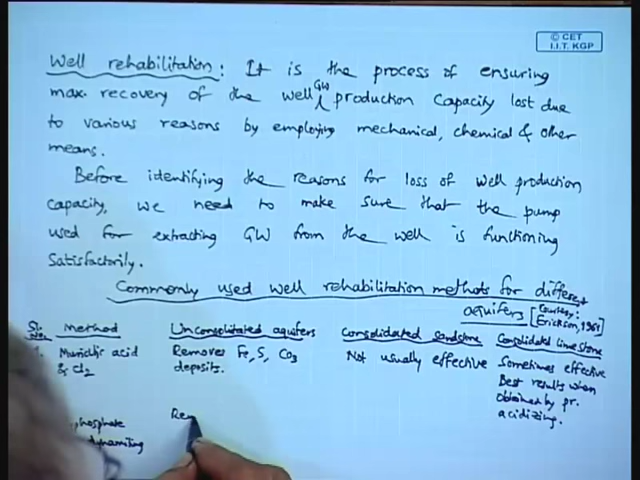 © CET
I.I.T. KGP
Well rehabilitation: It is the process of ensuring
max. recovery of the well GW production capacity lost due
to various reasons by employing mechanical, chemical & other
means.
Before identifying the reasons for loss of well production
capacity, we need to make sure that the pump
used for extracting GW from the well is functioning
satisfactorily.
Commonly used well rehabilitation methods for different
aquifers [Courtesy:
Erickson, 1961]
Sl. No. Method Unconsolitated aquifers Consolidated sandstone Consolidated limestone
1. Muriatic acid Removes Fe, S, CO3 Not usually effective Sometimes effective
& Cl2 deposits. Best results when
obtained by pr.
acidizing.
phosphate Re
dynamiting